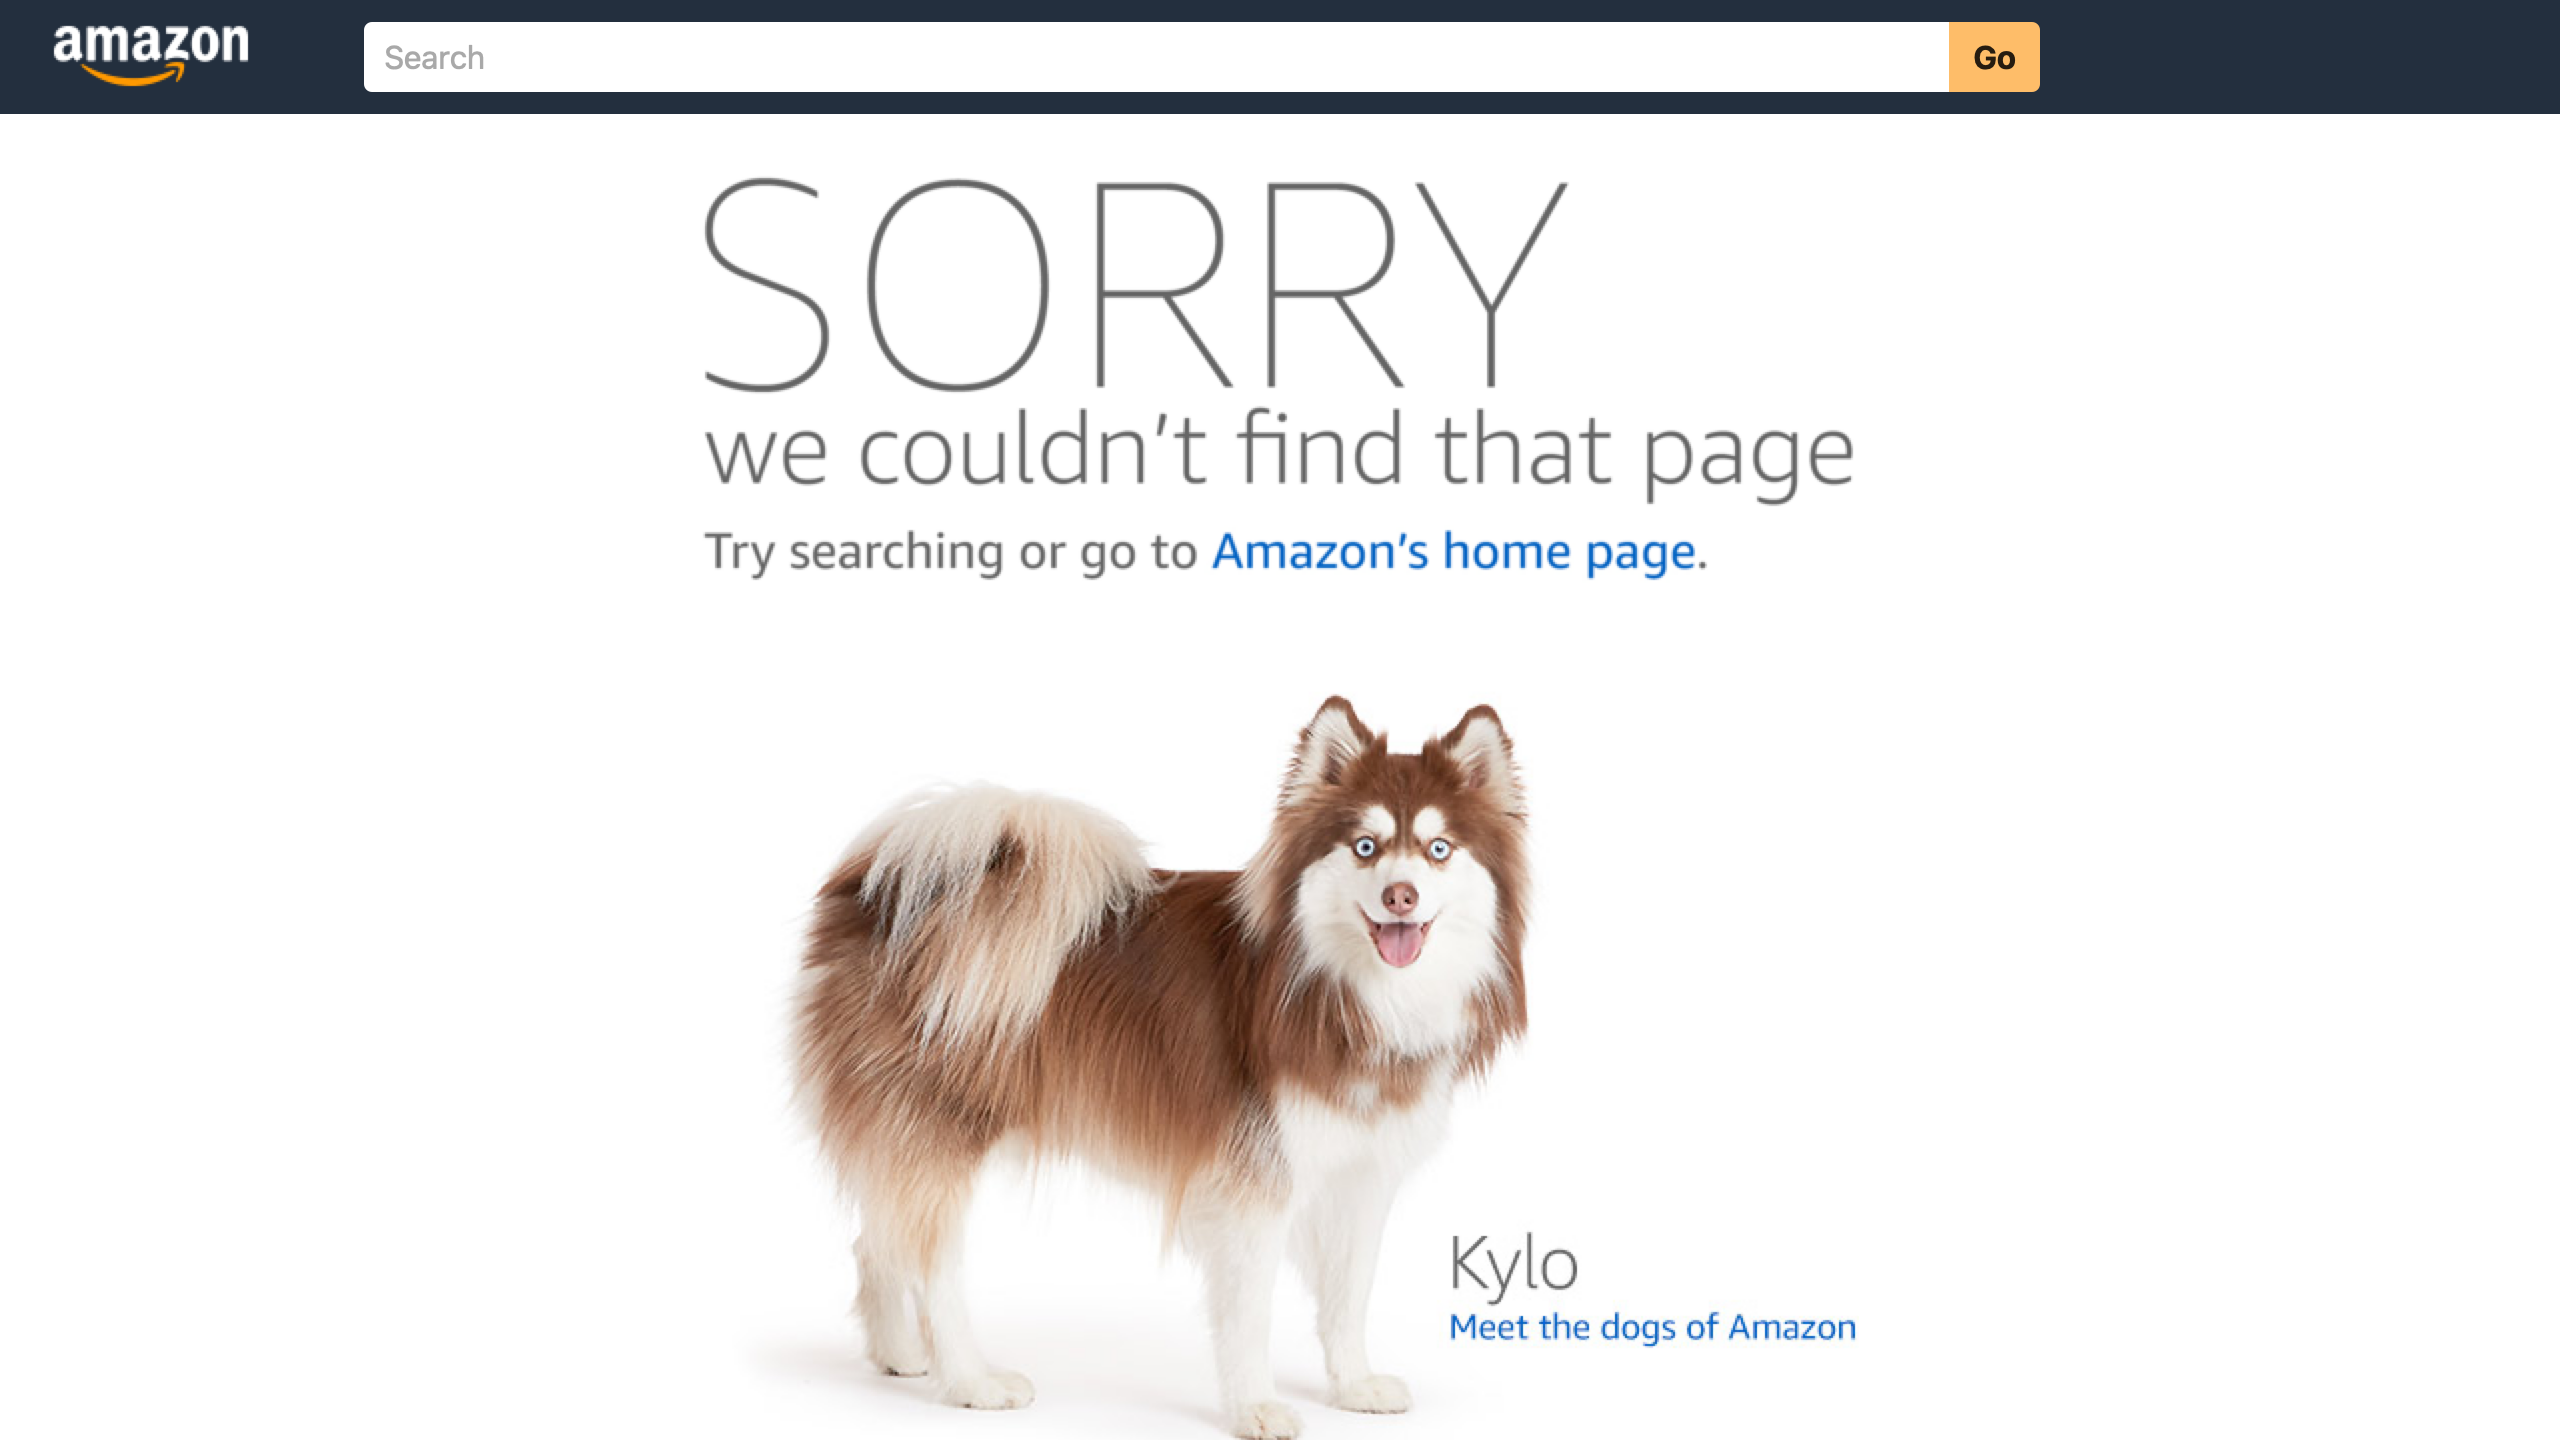 amazon
Search
Go
SORRY
we couldn't find that page
Try searching or go to Amazon's home page.
Kylo
Meet the dogs of Amazon